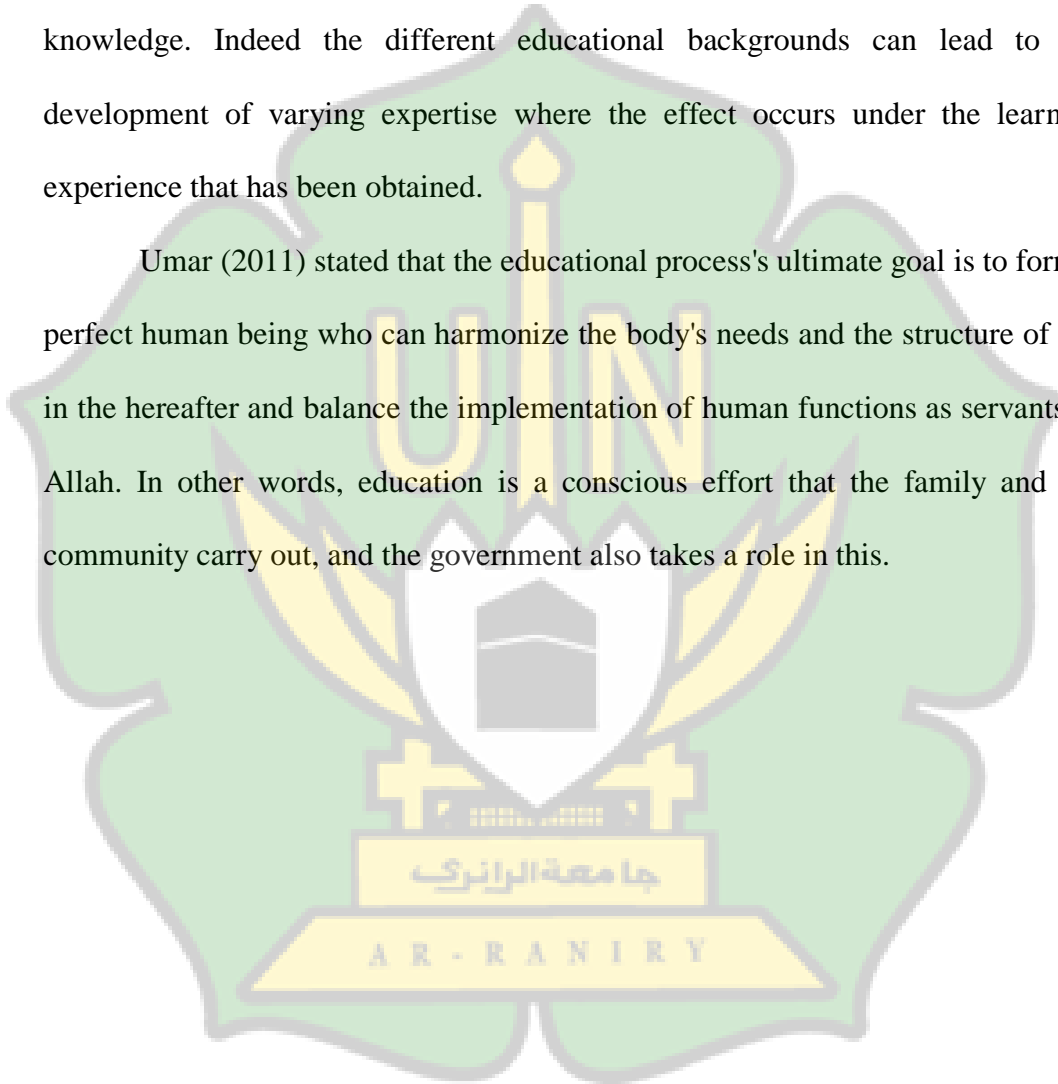 knowledge. Indeed the different educational backgrounds can lead to
development of varying expertise where the effect occurs under the learn
experience that has been obtained.
Umar (2011) stated that the educational process's ultimate goal is to for
perfect human being who can harmonize the body's needs and the structure of
in the hereafter and balance the implementation of human functions as servants
Allah. In other words, education is a conscious effort that the family and
community carry out, and the government also takes a role in this.
UIN
جامعة الرانري
AR-RANIRY